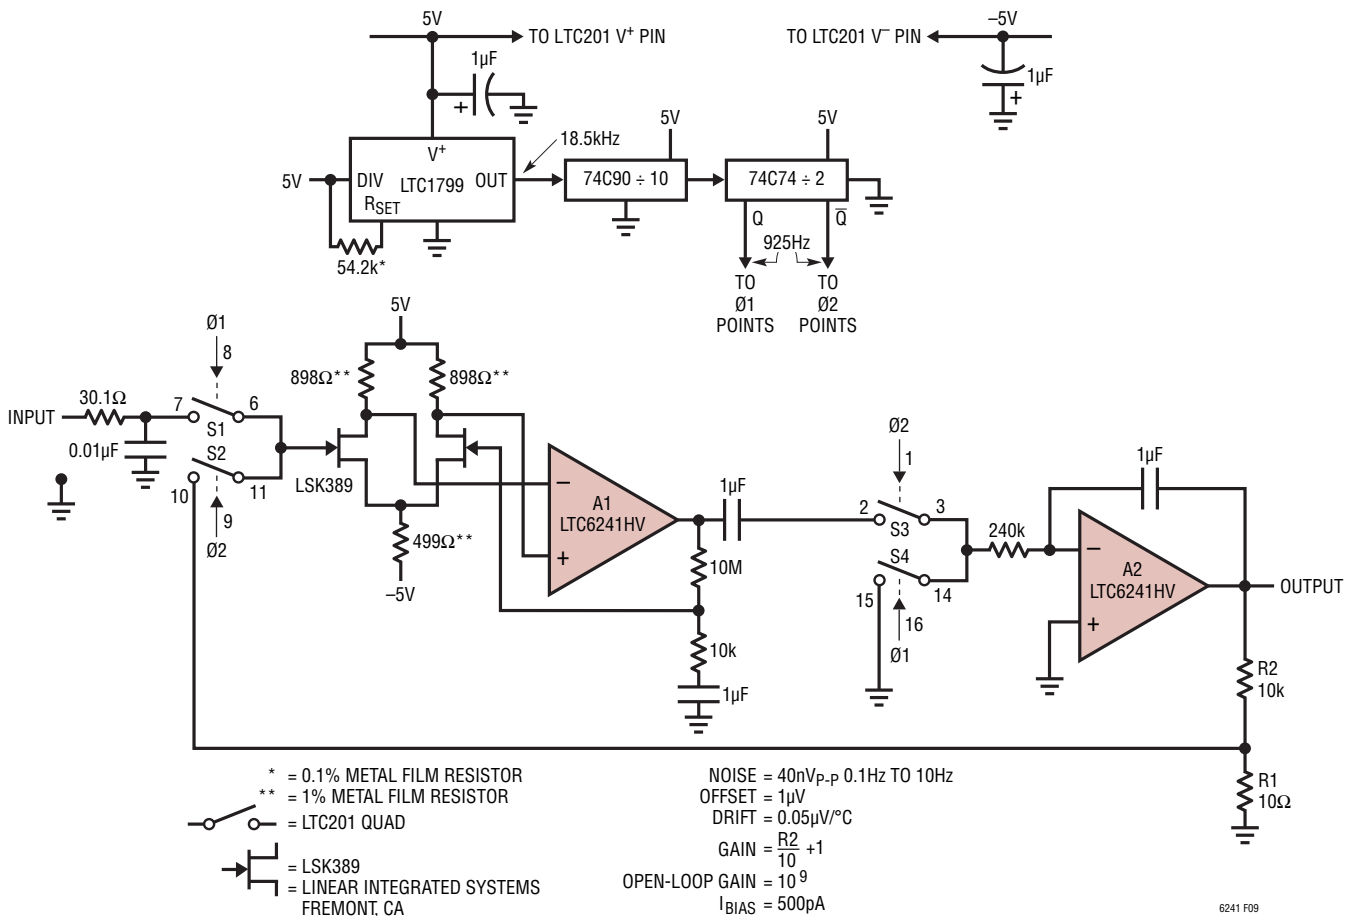 5V
–5V
TO LTC201 V+ PIN
TO LTC201 V– PIN
1µF
+
1µF
+
5V
5V
18.5kHz
V+
5V
DIV
LTC1799
OUT
RSET
74C90 ÷ 10
74C74 ÷ 2
54.2k*
Q
Q̅
925Hz
TO
Ø1
POINTS
TO
Ø2
POINTS
5V
Ø1
8
898Ω**
898Ω**
30.1Ω
INPUT
7
6
S1
0.01µF
S2
10
11
9
Ø2
LSK389
499Ω**
–5V
–
A1
LTC6241HV
+
1µF
10M
10k
1µF
Ø2
1
2
3
S3
S4
15
14
16
Ø1
240k
1µF
–
A2
LTC6241HV
+
OUTPUT
R2
10k
R1
10Ω
* = 0.1% METAL FILM RESISTOR
** = 1% METAL FILM RESISTOR
= LTC201 QUAD
= LSK389
= LINEAR INTEGRATED SYSTEMS
FREMONT, CA
NOISE = 40nVP-P 0.1Hz TO 10Hz
OFFSET = 1µV
DRIFT = 0.05µV/°C
GAIN = R2/10 +1
OPEN-LOOP GAIN = 10^9
IBIAS = 500pA
6241 F09